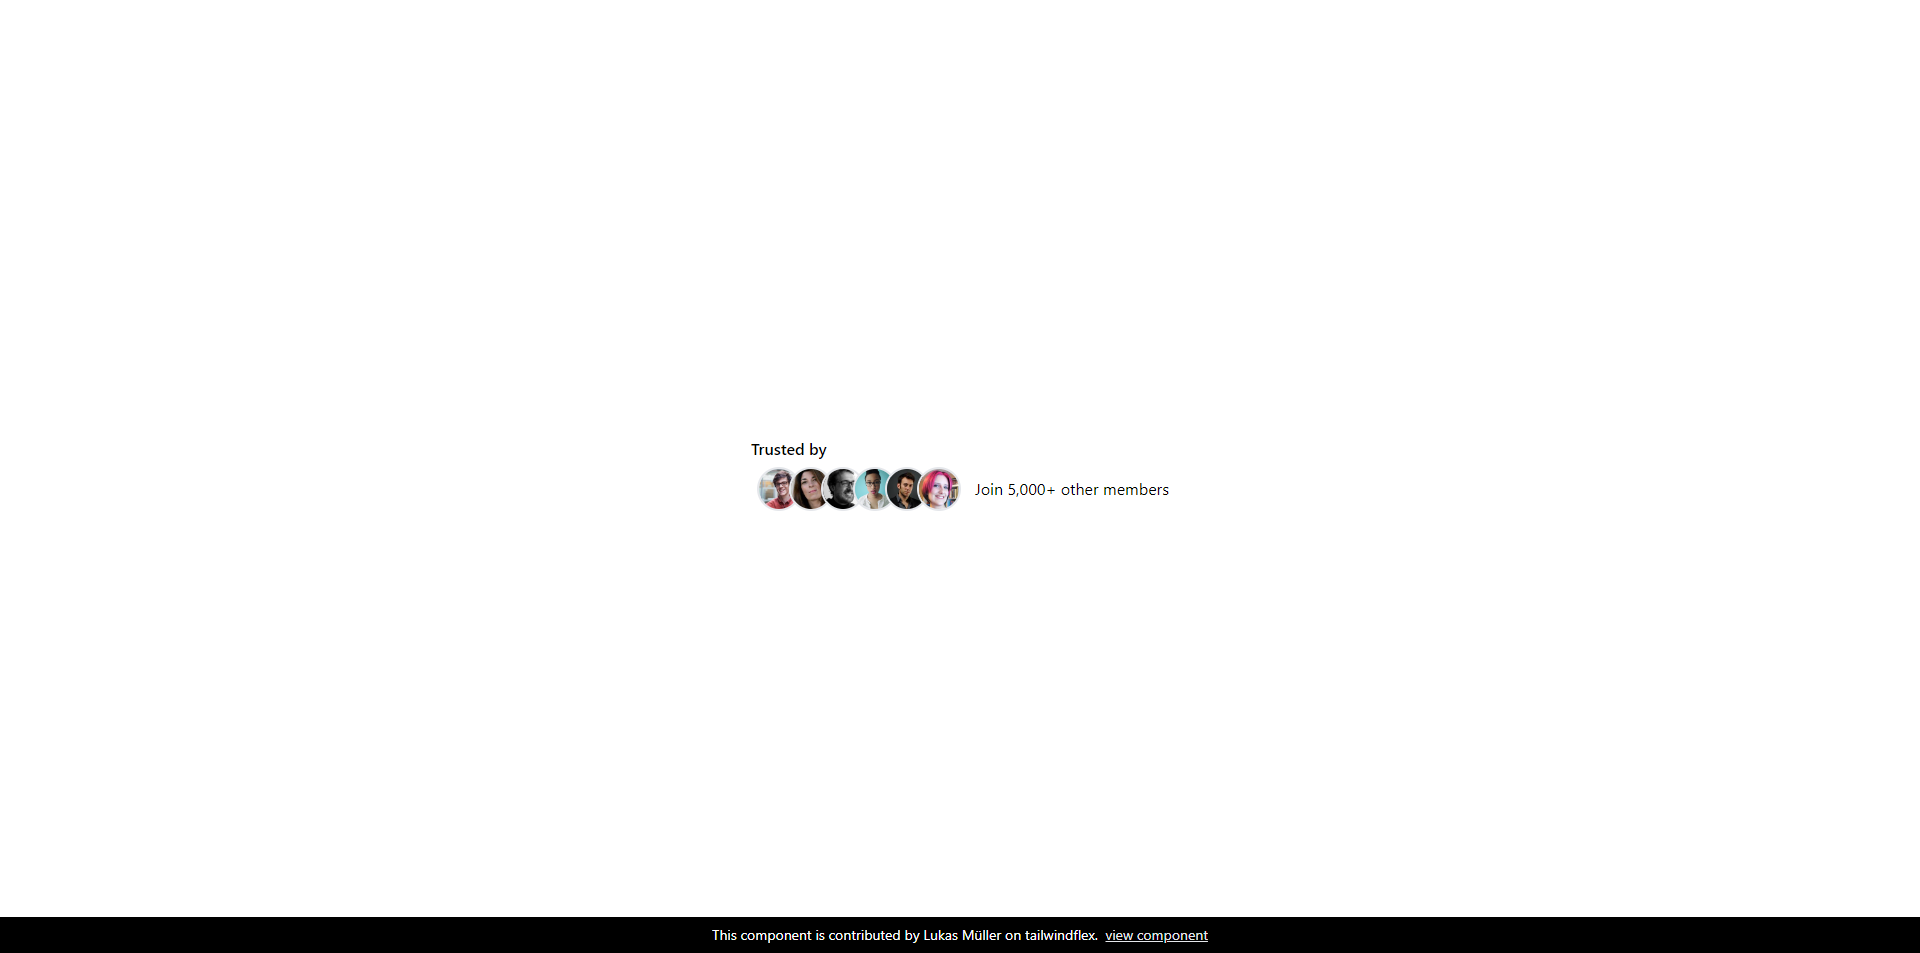 Trusted by
Join 5,000+ other members
This component is contributed by Lukas Müller on tailwindflex. view component